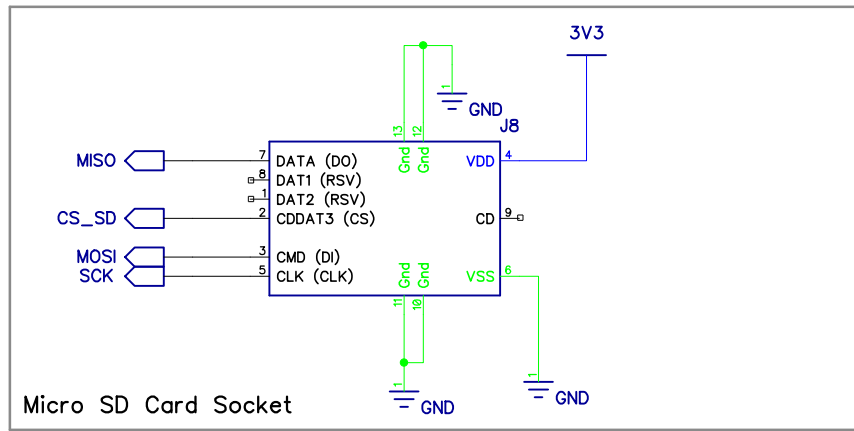 3V3
1
GND
J8
13
12
Gnd
Gnd
MISO
7
DATA (DO)
VDD
4
8
DAT1 (RSV)
1
DAT2 (RSV)
CS_SD
2
CDDAT3 (CS)
CD
9
MOSI
3
CMD (DI)
SCK
5
CLK (CLK)
Gnd
Gnd
VSS
6
11
10
1
GND
1
GND
Micro SD Card Socket